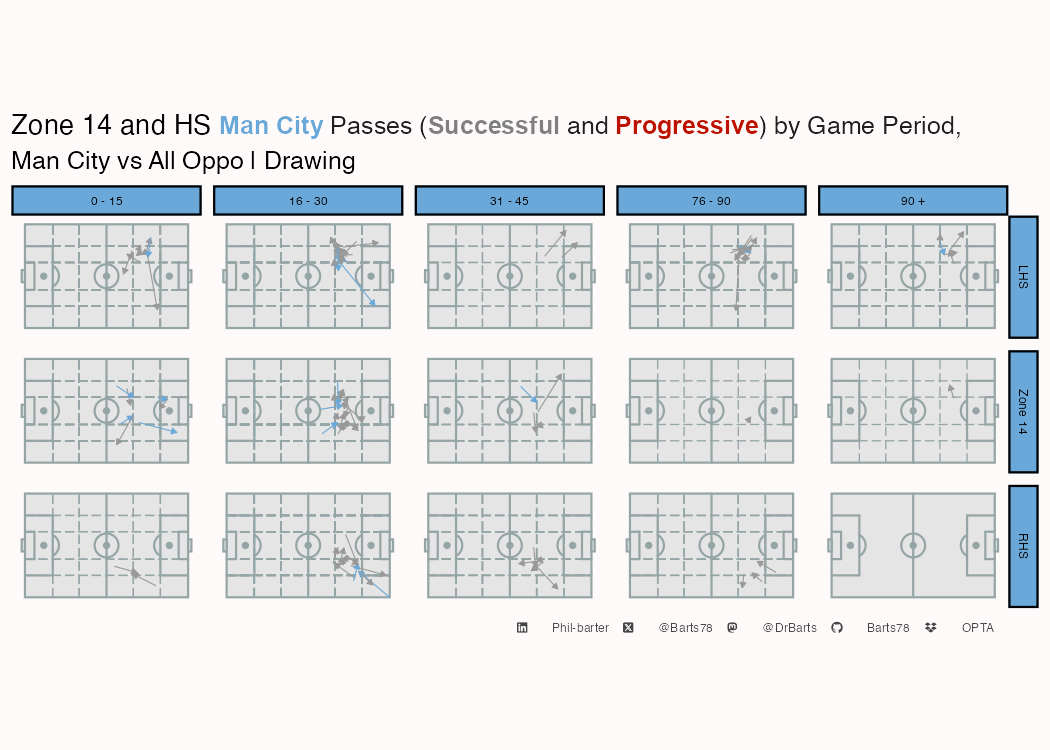 Zone 14 and HS Man City Passes (Successful and Progressive) by Game Period,
Man City vs All Oppo | Drawing
0 - 15
16 - 30
31 - 45
76 - 90
90 +
LHS
Zone 14
RHS
Phil-barter @Barts78 @DrBarts Barts78 OPTA